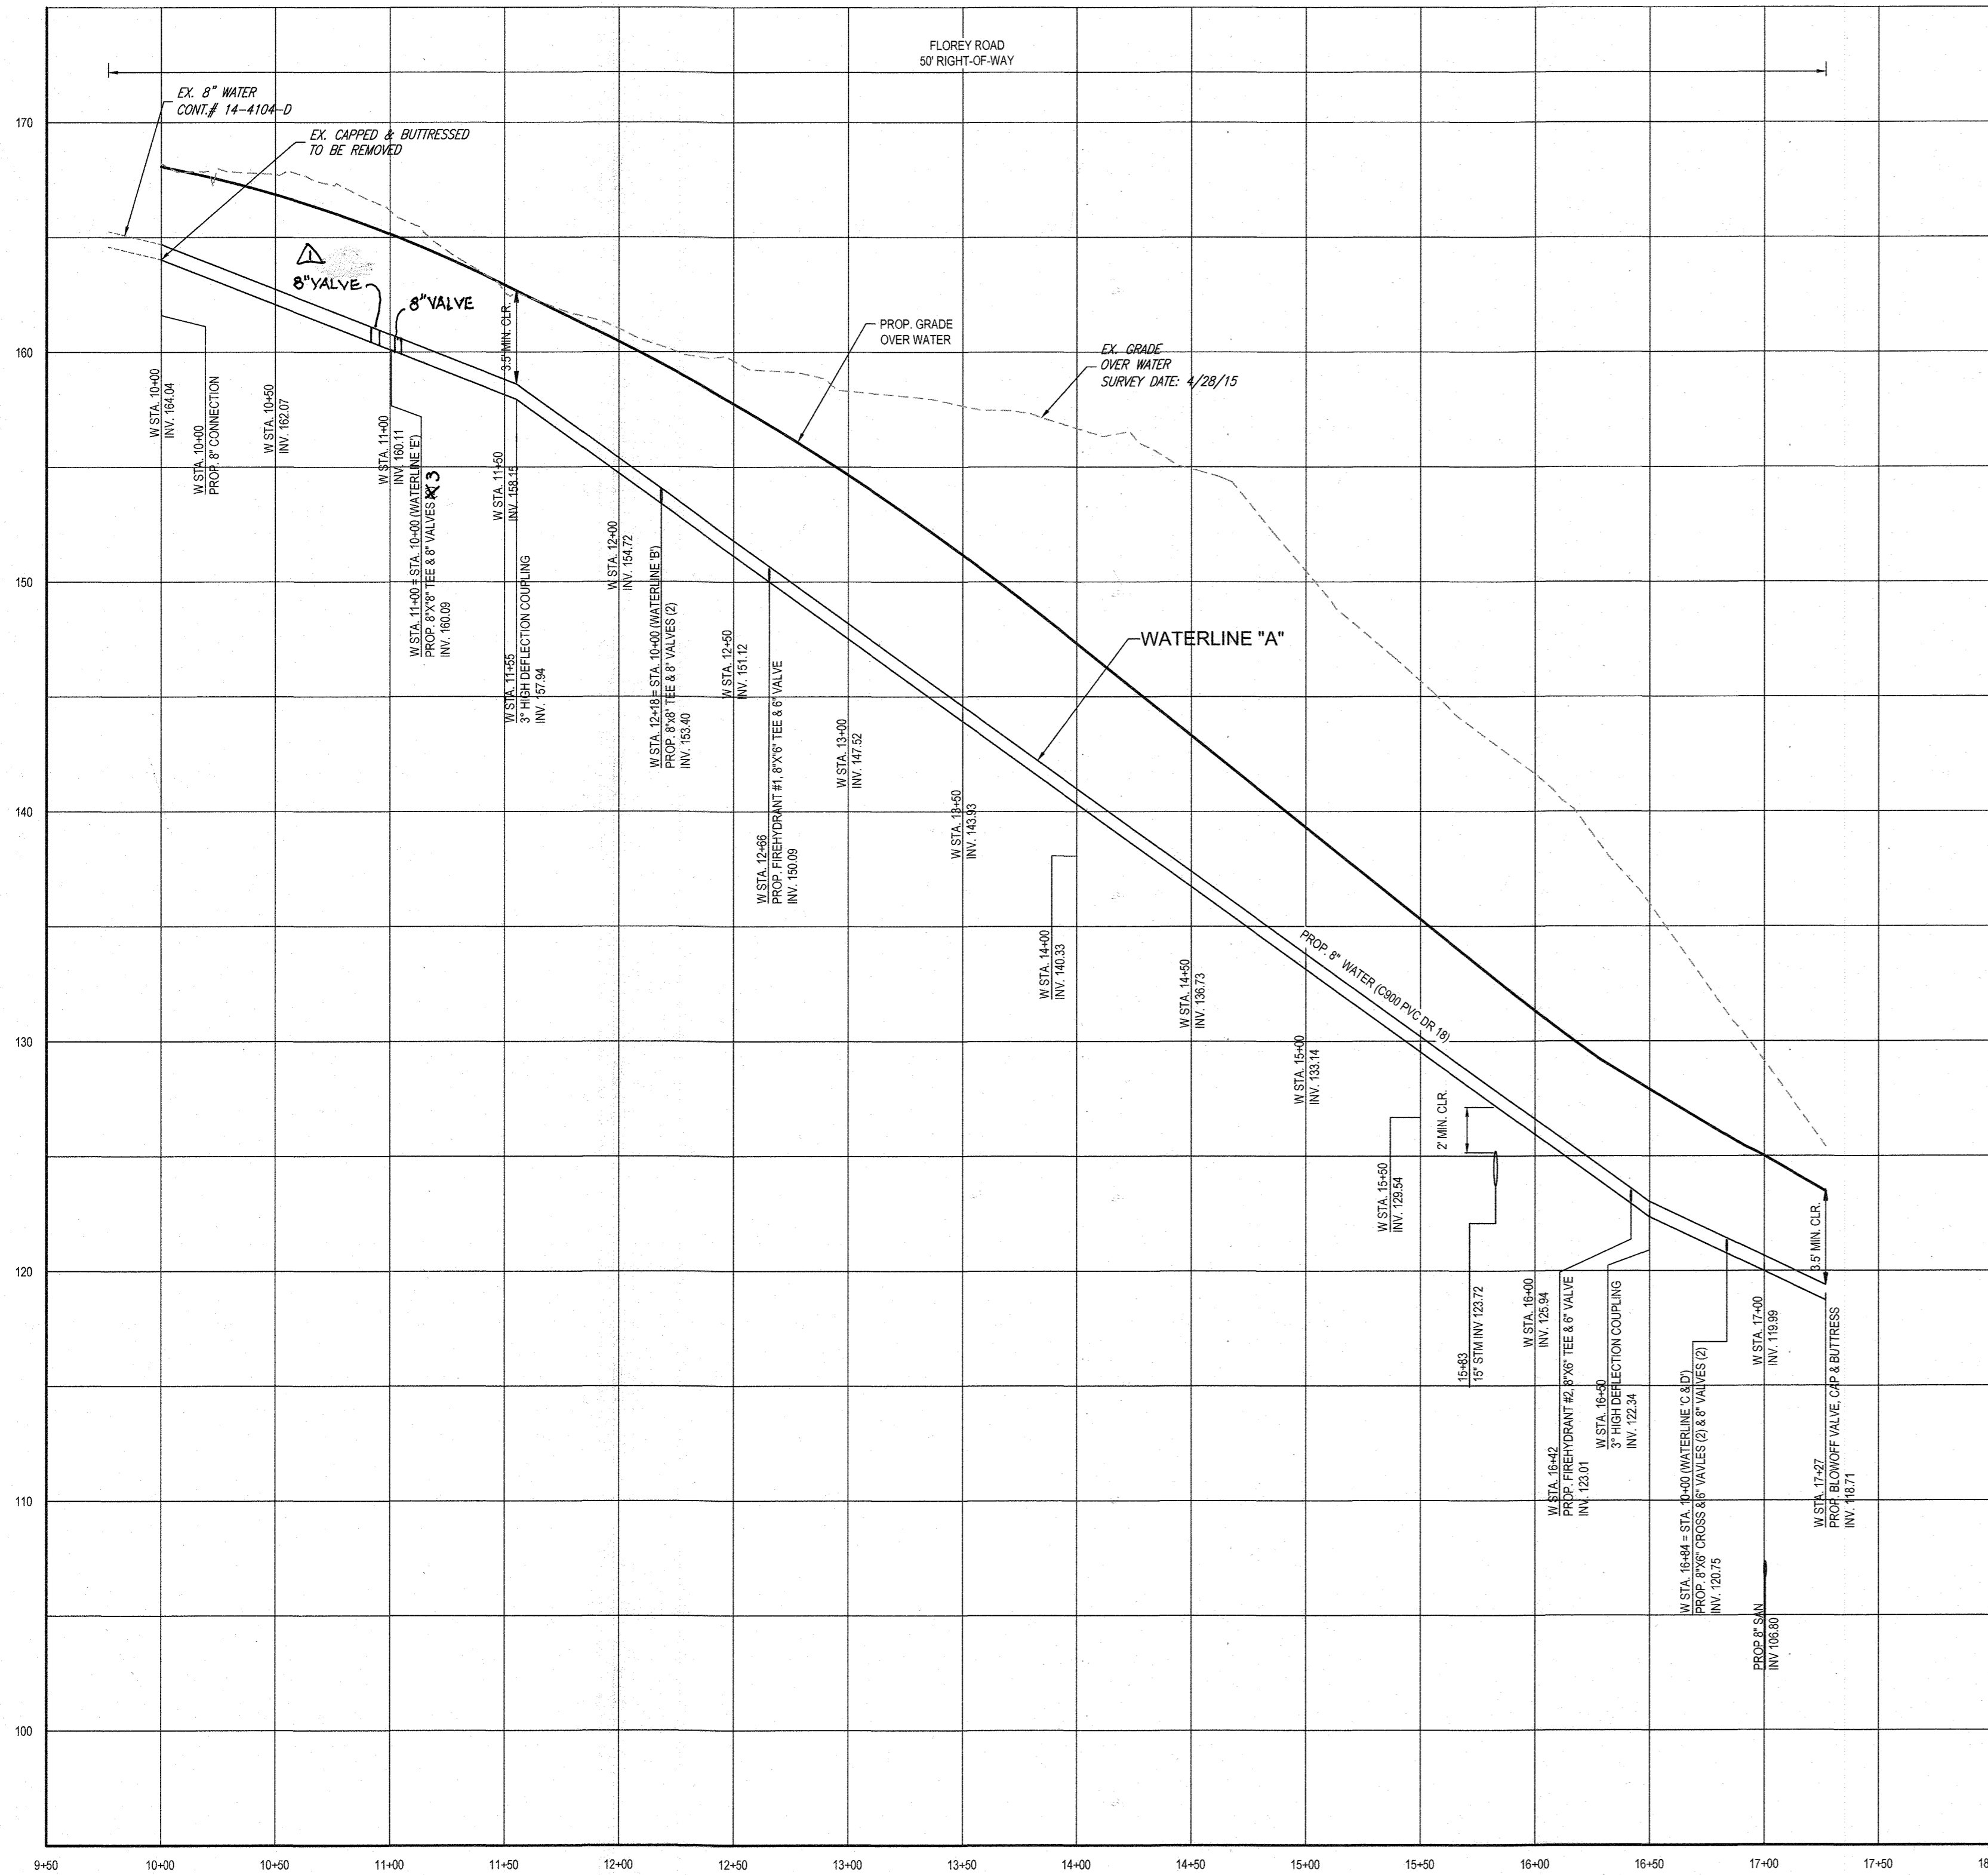 FLOREY ROAD
50' RIGHT-OF-WAY
EX. 8" WATER
CONT.# 14-4104-D
EX. CAPPED & BUTTRESSED
TO BE REMOVED
1
8" VALVE
8" VALVE
3.5' MIN. CLR.
PROP. GRADE
OVER WATER
EX. GRADE
OVER WATER
SURVEY DATE: 4/28/15
WATERLINE "A"
PROP. 8" WATER (C900 PVC DR 18)
W STA. 10+00
INV. 164.04
W STA. 10+00
PROP. 8" CONNECTION
W STA. 10+50
INV. 162.07
W STA. 11+00
INV. 160.11
W STA. 11+00 = STA. 10+00 (WATERLINE 'E')
PROP. 8"X"8" TEE & 8" VALVES 3
INV. 160.09
W STA. 11+50
INV. 158.15
W STA. 11+55
3° HIGH DEFLECTION COUPLING
INV. 157.94
W STA. 12+00
INV. 154.72
W STA. 12+18 = STA. 10+00 (WATERLINE 'B')
PROP. 8"x8" TEE & 8" VALVES (2)
INV. 153.40
W STA. 12+50
INV. 151.12
W STA. 12+66
PROP. FIREHYDRANT #1, 8"X"6" TEE & 6" VALVE
INV. 150.09
W STA. 13+00
INV. 147.52
W STA. 13+50
INV. 143.93
W STA. 14+00
INV. 140.33
W STA. 14+50
INV. 136.73
W STA. 15+00
INV. 133.14
W STA. 15+50
INV. 129.54
2' MIN. CLR.
15+83
15" STM INV 123.72
W STA. 16+00
INV. 125.94
W STA. 16+42
PROP. FIREHYDRANT #2, 8"X6" TEE & 6" VALVE
INV. 123.01
W STA. 16+50
3° HIGH DEFLECTION COUPLING
INV. 122.34
W STA. 16+84 = STA. 10+00 (WATERLINE 'C & D')
PROP. 8"X6" CROSS & 6" VAVLES (2) & 8" VALVES (2)
INV. 120.75
W STA. 17+00
INV. 119.99
3.5' MIN. CLR.
W STA. 17+27
PROP. BLOWOFF VALVE, CAP & BUTTRESS
INV. 118.71
PROP 8" SAN
INV 106.80
170
160
150
140
130
120
110
100
9+50 10+00 10+50 11+00 11+50 12+00 12+50 13+00 13+50 14+00 14+50 15+00 15+50 16+00 16+50 17+00 17+50